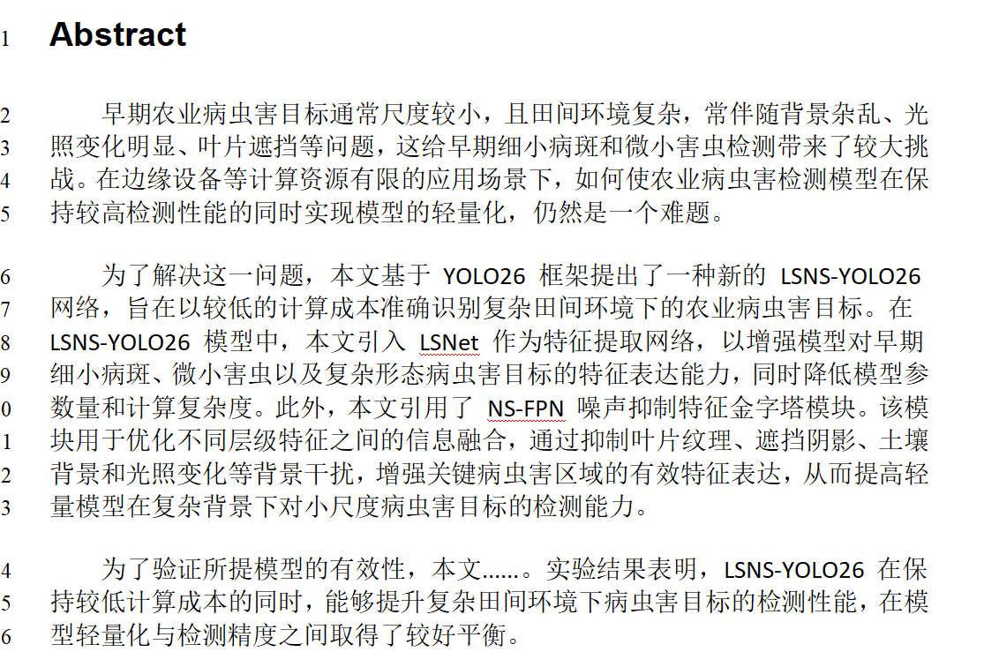 1 Abstract
2 早期农业病虫害目标通常尺度较小，且田间环境复杂，常伴随背景杂乱、光
3 照变化明显、叶片遮挡等问题，这给早期细小病斑和微小害虫检测带来了较大挑
4 战。在边缘设备等计算资源有限的应用场景下，如何使农业病虫害检测模型在保
5 持较高检测性能的同时实现模型的轻量化，仍然是一个难题。
6 为了解决这一问题，本文基于 YOLO26 框架提出了一种新的 LSNS-YOLO26
7 网络，旨在以较低的计算成本准确识别复杂田间环境下的农业病虫害目标。在
8 LSNS-YOLO26 模型中，本文引入 LSNet 作为特征提取网络，以增强模型对早期
9 细小病斑、微小害虫以及复杂形态病虫害目标的特征表达能力，同时降低模型参
0 数量和计算复杂度。此外，本文引用了 NS-FPN 噪声抑制特征金字塔模块。该模
1 块用于优化不同层级特征之间的信息融合，通过抑制叶片纹理、遮挡阴影、土壤
2 背景和光照变化等背景干扰，增强关键病虫害区域的有效特征表达，从而提高轻
3 量模型在复杂背景下对小尺度病虫害目标的检测能力。
4 为了验证所提模型的有效性，本文......。实验结果表明，LSNS-YOLO26 在保
5 持较低计算成本的同时，能够提升复杂田间环境下病虫害目标的检测性能，在模
6 型轻量化与检测精度之间取得了较好平衡。